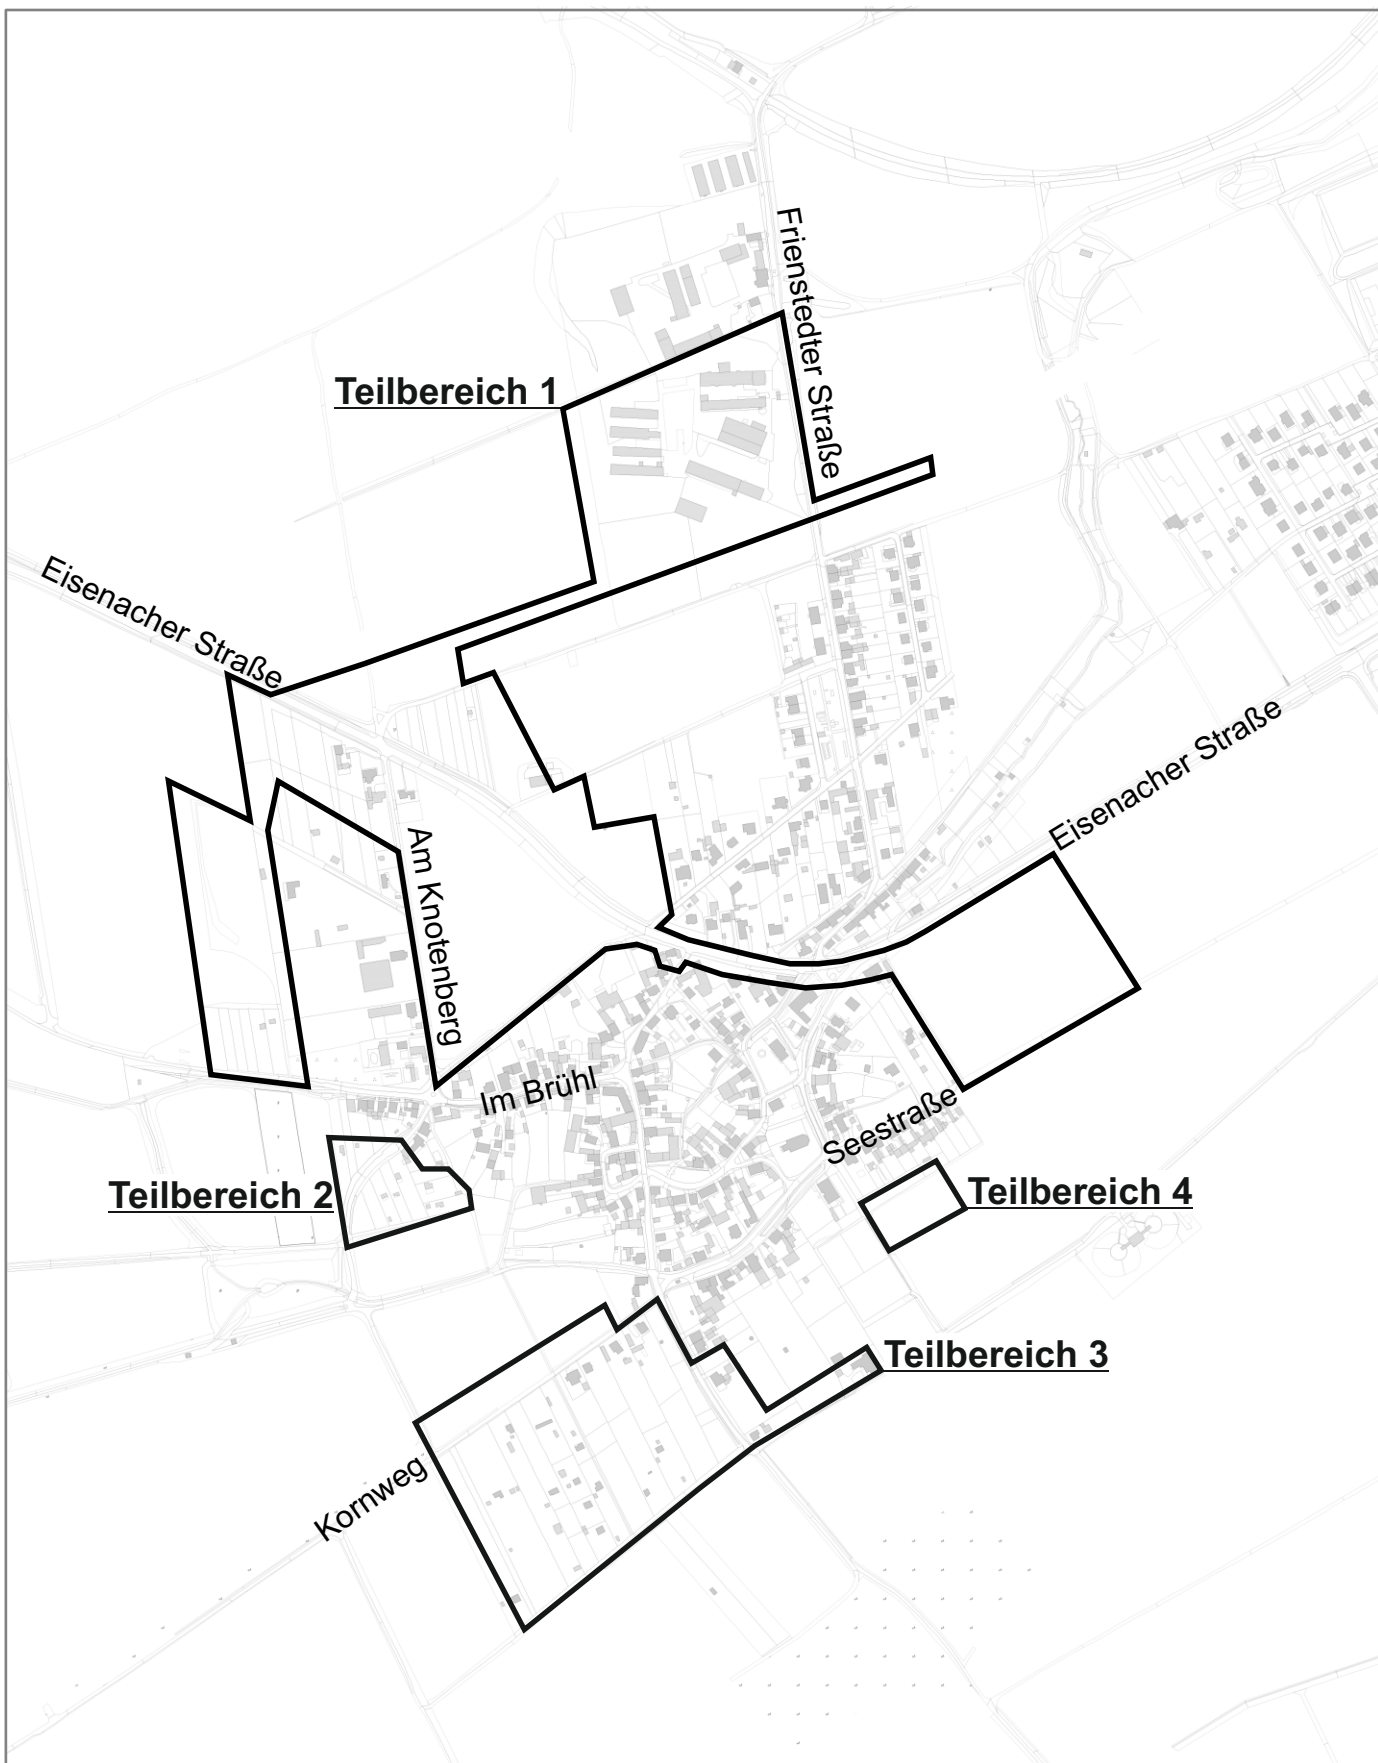 Frienstedter Straße
Teilbereich 1
Eisenacher Straße
Eisenacher Straße
Am Knotenberg
Im Brühl
Seestraße
Teilbereich 2
Teilbereich 4
Teilbereich 3
Kornweg